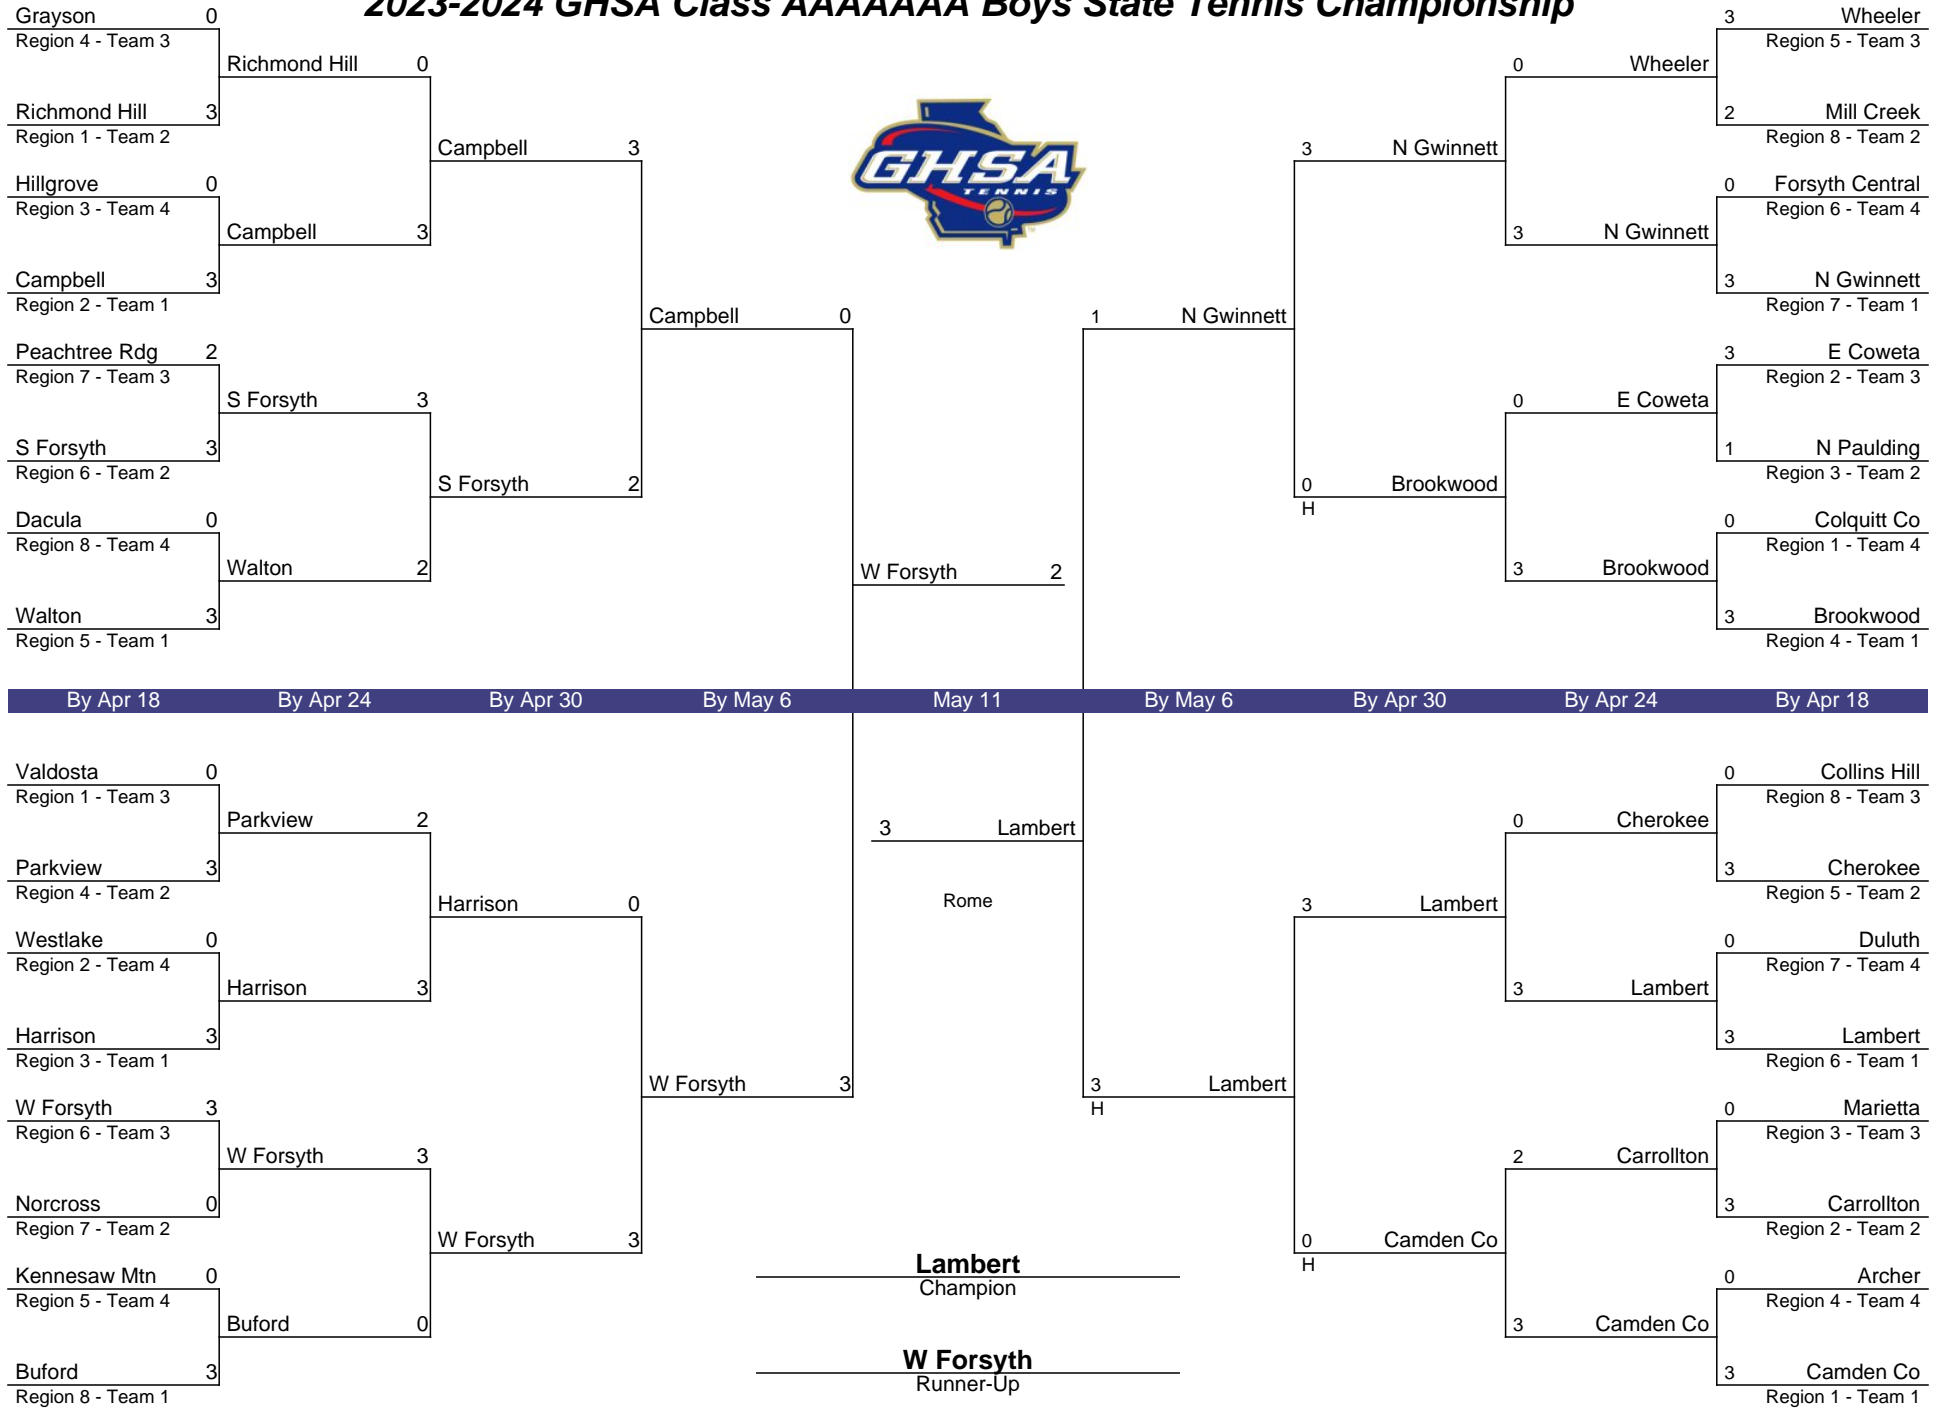 2023-2024 GHSA Class AAAAAAA Boys State Tennis Championship
Grayson 0
Region 4 - Team 3
Richmond Hill 3
Region 1 - Team 2
Hillgrove 0
Region 3 - Team 4
Campbell 3
Region 2 - Team 1
Peachtree Rdg 2
Region 7 - Team 3
S Forsyth 3
Region 6 - Team 2
Dacula 0
Region 8 - Team 4
Walton 3
Region 5 - Team 1
Richmond Hill 0
Campbell 3
S Forsyth 3
Walton 2
Campbell 3
S Forsyth 2
Campbell 0
W Forsyth 2
GHSA
TENNIS
™
1 N Gwinnett
3 N Gwinnett
0 Brookwood
H
0 Wheeler
3 N Gwinnett
0 E Coweta
3 Brookwood
3 Wheeler
Region 5 - Team 3
2 Mill Creek
Region 8 - Team 2
0 Forsyth Central
Region 6 - Team 4
3 N Gwinnett
Region 7 - Team 1
3 E Coweta
Region 2 - Team 3
1 N Paulding
Region 3 - Team 2
0 Colquitt Co
Region 1 - Team 4
3 Brookwood
Region 4 - Team 1
By Apr 18 By Apr 24 By Apr 30 By May 6 May 11 By May 6 By Apr 30 By Apr 24 By Apr 18
Valdosta 0
Region 1 - Team 3
Parkview 3
Region 4 - Team 2
Westlake 0
Region 2 - Team 4
Harrison 3
Region 3 - Team 1
W Forsyth 3
Region 6 - Team 3
Norcross 0
Region 7 - Team 2
Kennesaw Mtn 0
Region 5 - Team 4
Buford 3
Region 8 - Team 1
Parkview 2
Harrison 3
W Forsyth 3
Buford 0
Harrison 0
W Forsyth 3
W Forsyth 3
3 Lambert
Rome
Lambert
Champion
W Forsyth
Runner-Up
3 Lambert
H
3 Lambert
0 Camden Co
H
0 Cherokee
3 Lambert
2 Carrollton
3 Camden Co
0 Collins Hill
Region 8 - Team 3
3 Cherokee
Region 5 - Team 2
0 Duluth
Region 7 - Team 4
3 Lambert
Region 6 - Team 1
0 Marietta
Region 3 - Team 3
3 Carrollton
Region 2 - Team 2
0 Archer
Region 4 - Team 4
3 Camden Co
Region 1 - Team 1